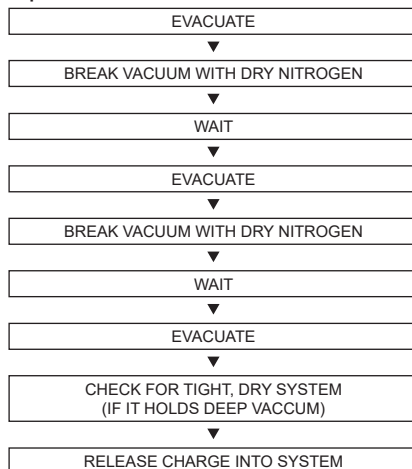 EVACUATE
BREAK VACUUM WITH DRY NITROGEN
WAIT
EVACUATE
BREAK VACUUM WITH DRY NITROGEN
WAIT
EVACUATE
CHECK FOR TIGHT, DRY SYSTEM
(IF IT HOLDS DEEP VACCUM)
RELEASE CHARGE INTO SYSTEM